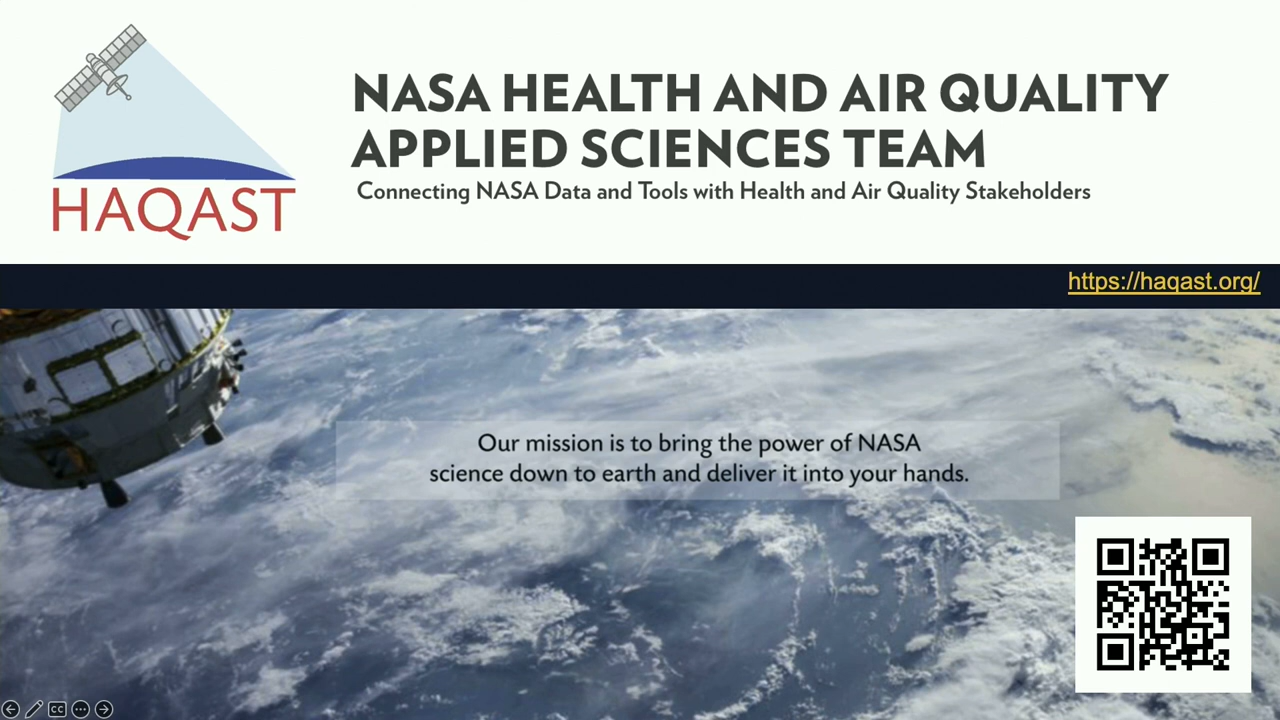 HAQAST
NASA HEALTH AND AIR QUALITY
APPLIED SCIENCES TEAM
Connecting NASA Data and Tools with Health and Air Quality Stakeholders
https://haqast.org/
Our mission is to bring the power of NASA
science down to earth and deliver it into your hands.
CC